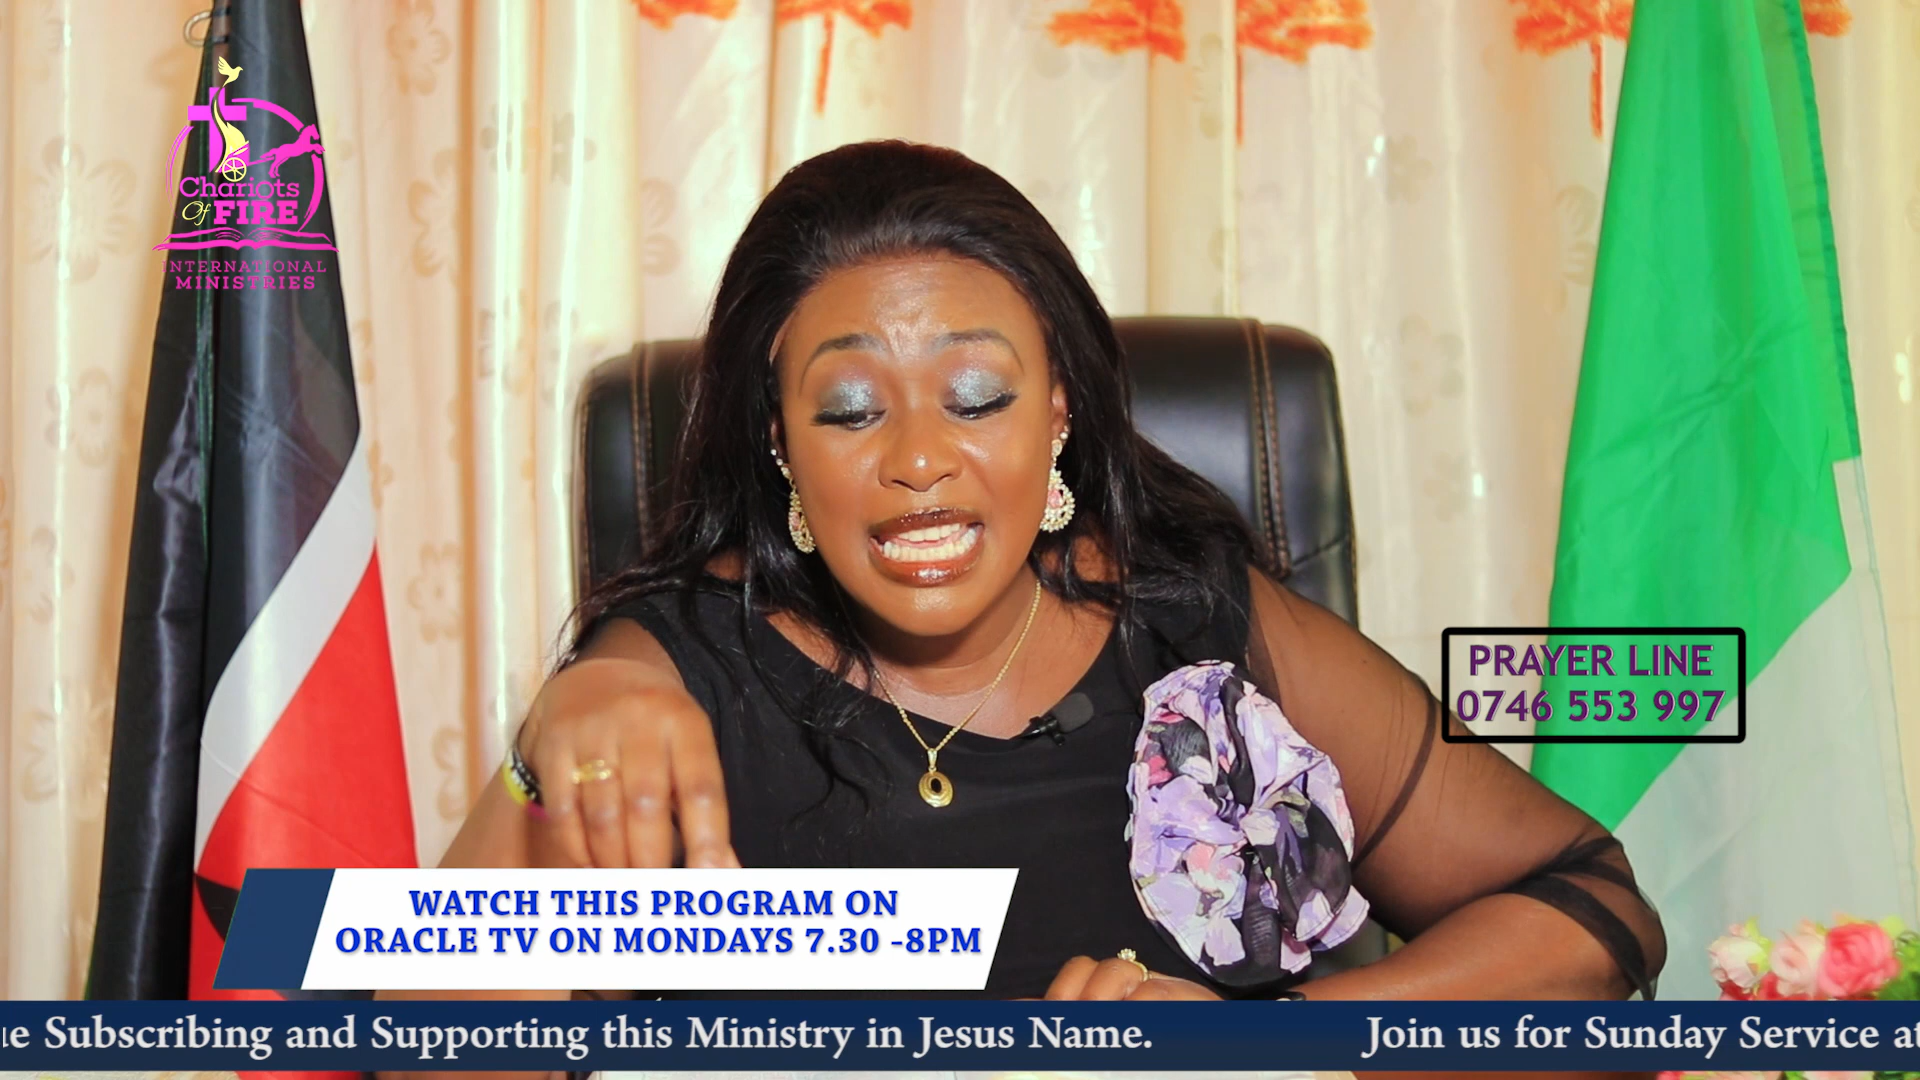 Chariots
Of FIRE
INTERNATIONAL
MINISTRIES
PRAYER LINE
0746 553 997
WATCH THIS PROGRAM ON
ORACLE TV ON MONDAYS 7.30 -8PM
Subscribing and Supporting this Ministry in Jesus Name. Join us for Sunday Service